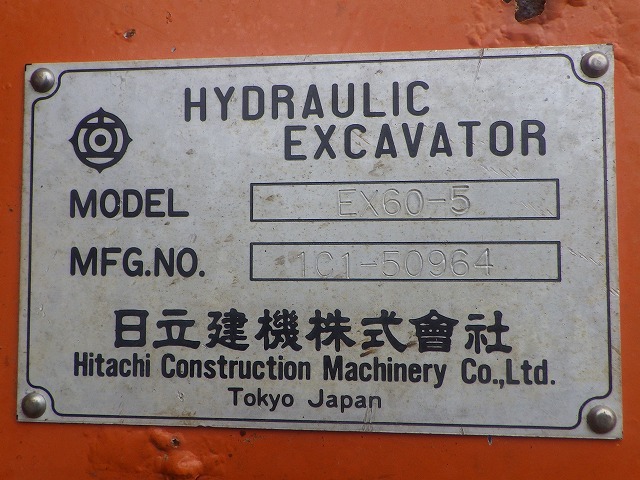 HYDRAULIC
EXCAVATOR
MODEL EX60-5
MFG.NO. 1C1-50964
日立建機株式會社
Hitachi Construction Machinery Co.,Ltd.
Tokyo Japan